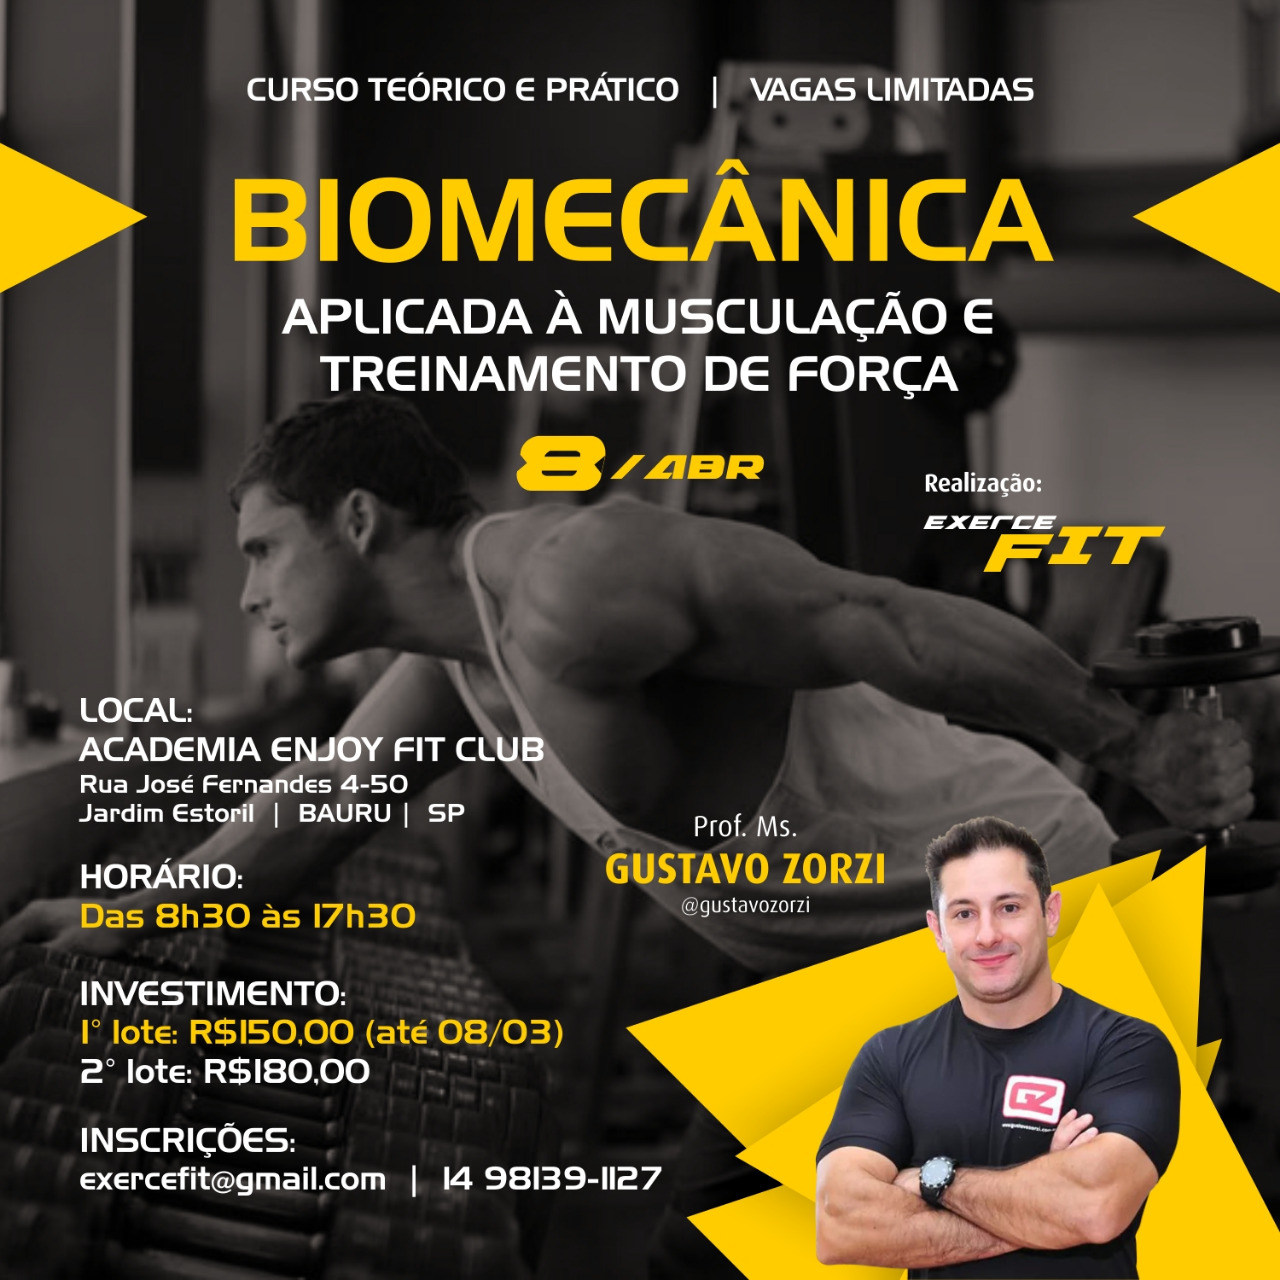 CURSO TEÓRICO E PRÁTICO | VAGAS LIMITADAS
BIOMECÂNICA
APLICADA À MUSCULAÇÃO E
TREINAMENTO DE FORÇA
8/ABR
Realização:
EXERCE
FIT
LOCAL:
ACADEMIA ENJOY FIT CLUB
Rua José Fernandes 4-50
Jardim Estoril | BAURU | SP
HORÁRIO:
Das 8h30 às 17h30
INVESTIMENTO:
1° lote: R$150,00 (até 08/03)
2° lote: R$180,00
INSCRIÇÕES:
exercefit@gmail.com | 14 98139-1127
Prof. Ms.
GUSTAVO ZORZI
@gustavozorzi
GZ